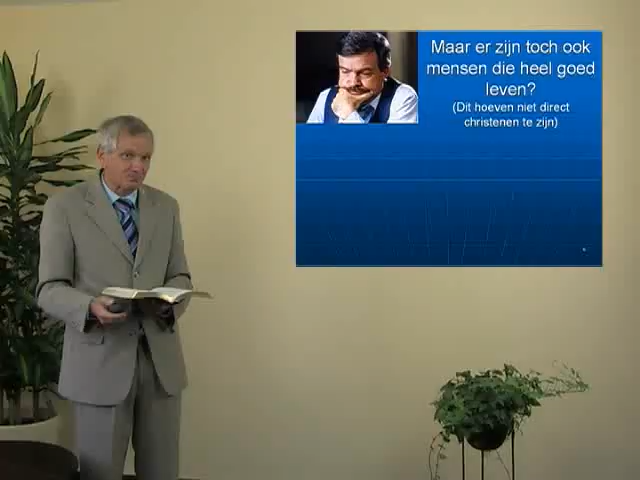 Maar er zijn toch ook
mensen die heel goed
leven?
(Dit hoeven niet direct
christenen te zijn)